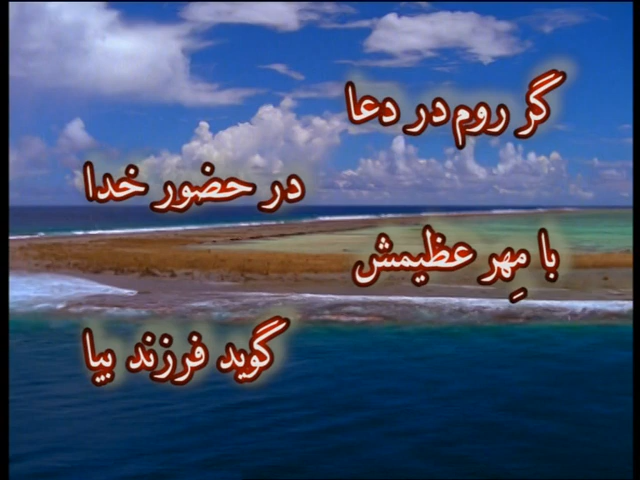 گر روم در دعا
در حضور خدا
با مِهر عظیمش
گوید فرزند بیا